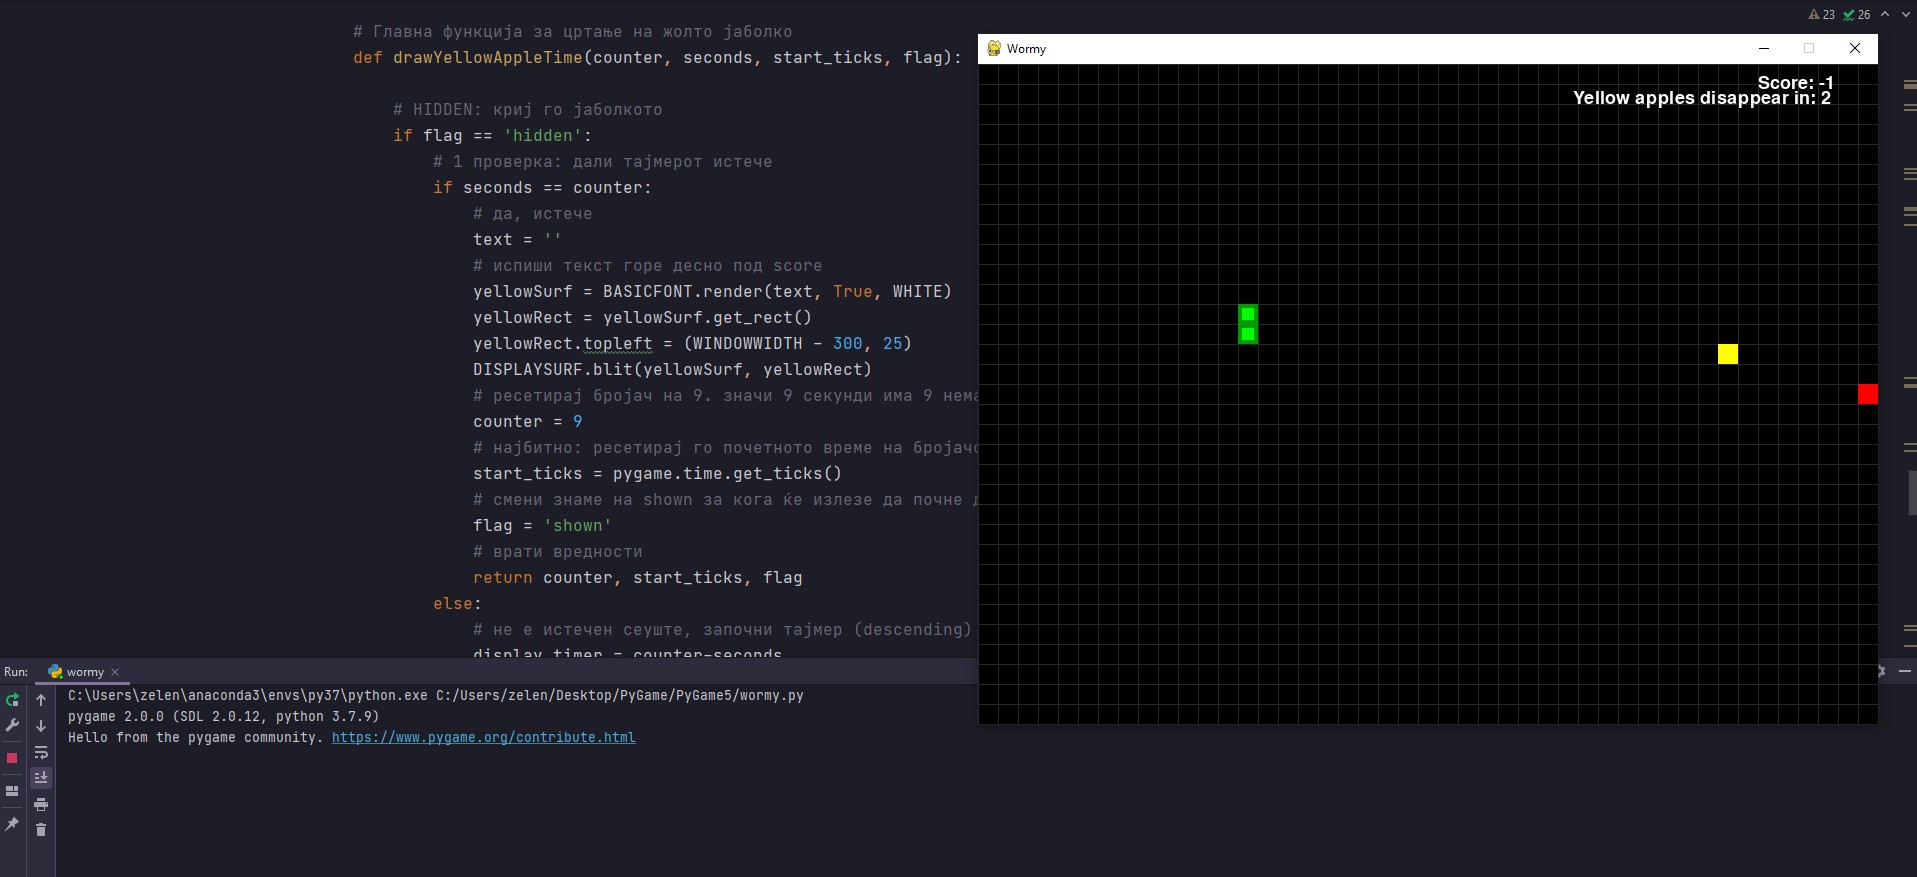 23 26
# Главна функција за цртање на жолто јаболко
def drawYellowAppleTime(counter, seconds, start_ticks, flag):
# HIDDEN: криј го јаболкото
if flag == 'hidden':
# 1 проверка: дали тајмерот истече
if seconds == counter:
# да, истече
text = ''
# испиши текст горе десно под score
yellowSurf = BASICFONT.render(text, True, WHITE)
yellowRect = yellowSurf.get_rect()
yellowRect.topleft = (WINDOWWIDTH - 300, 25)
DISPLAYSURF.blit(yellowSurf, yellowRect)
# ресетирај бројач на 9. значи 9 секунди има 9 нема
counter = 9
# најбитно: ресетирај го почетното време на
start_ticks = pygame.time.get_ticks()
# смени знаме на shown за кога ќе излезе да почне
flag = 'shown'
# врати вредности
return counter, start_ticks, flag
else:
# не е истечен сеуште, започни тајмер (descending)
display_timer = counter-seconds
Wormy
Score: -1
Yellow apples disappear in: 2
Run: wormy
C:\Users\zelen\anaconda3\envs\py37\python.exe C:/Users/zelen/Desktop/PyGame/PyGame5/wormy.py
pygame 2.0.0 (SDL 2.0.12, python 3.7.9)
Hello from the pygame community. https://www.pygame.org/contribute.html